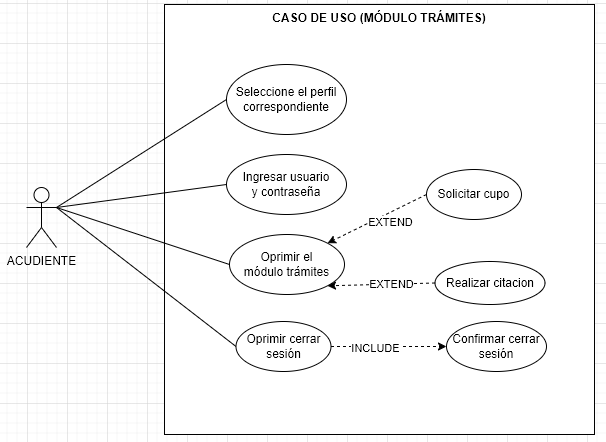 CASO DE USO (MÓDULO TRÁMITES)
Seleccione el perfil
correspondiente
Ingresar usuario
y contraseña
Solicitar cupo
EXTEND
ACUDIENTE
Oprimir el
módulo trámites
EXTEND
Realizar citacion
Oprimir cerrar
sesión
INCLUDE
Confirmar cerrar
sesión